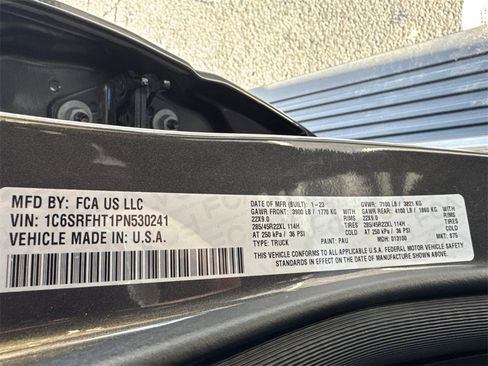 MFD BY: FCA US LLC
VIN: 1C6SRFHT1PN530241
VEHICLE MADE IN: U.S.A.
DATE OF MFR (BUILT): 1-23
GVWR: 7100 LB / 3221 KG
GAWR FRONT: 3900 LB / 1770 KG
GAWR REAR: 4100 LB / 1860 KG
22X9.0
22X9.0
285/45R22XL 114H TIRES
285/45R22XL 114H TIRES
AT 250 kPa / 36 PSI COLD
AT 250 kPa / 36 PSI COLD
TYPE: TRUCK
PAINT: PAU
MDH: 013100
MKT: 875
THIS VEHICLE CONFORMS TO ALL APPLICABLE U.S.A. FEDERAL MOTOR VEHICLE SAFETY
STANDARDS IN EFFECT ON THE DATE OF MANUFACTURE SHOWN ABOVE.